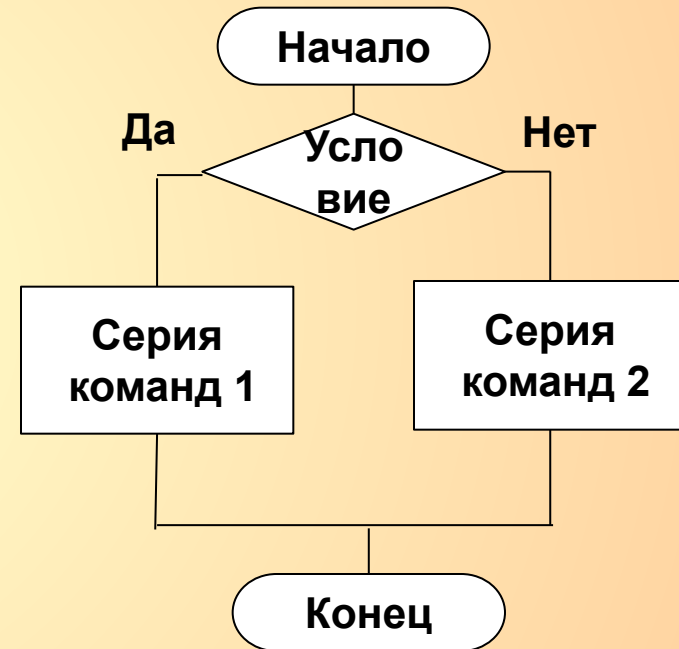 Начало
Да
Нет
Усло
вие
Серия
команд 1
Серия
команд 2
Конец